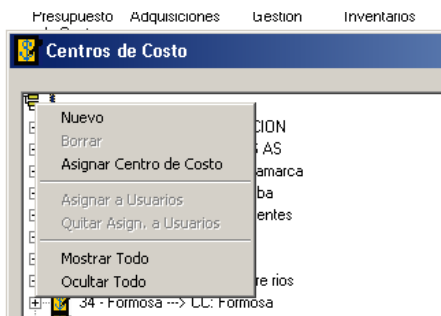 Presupuesto Adquisiciones Gestion Inventarios
Centros de Costo
Nuevo
Borrar
Asignar Centro de Costo
Asignar a Usuarios
Quitar Asign. a Usuarios
Mostrar Todo
Ocultar Todo
CION
AS
amarca
ba
entes
re rios
34 - Formosa ---> CC: Formosa